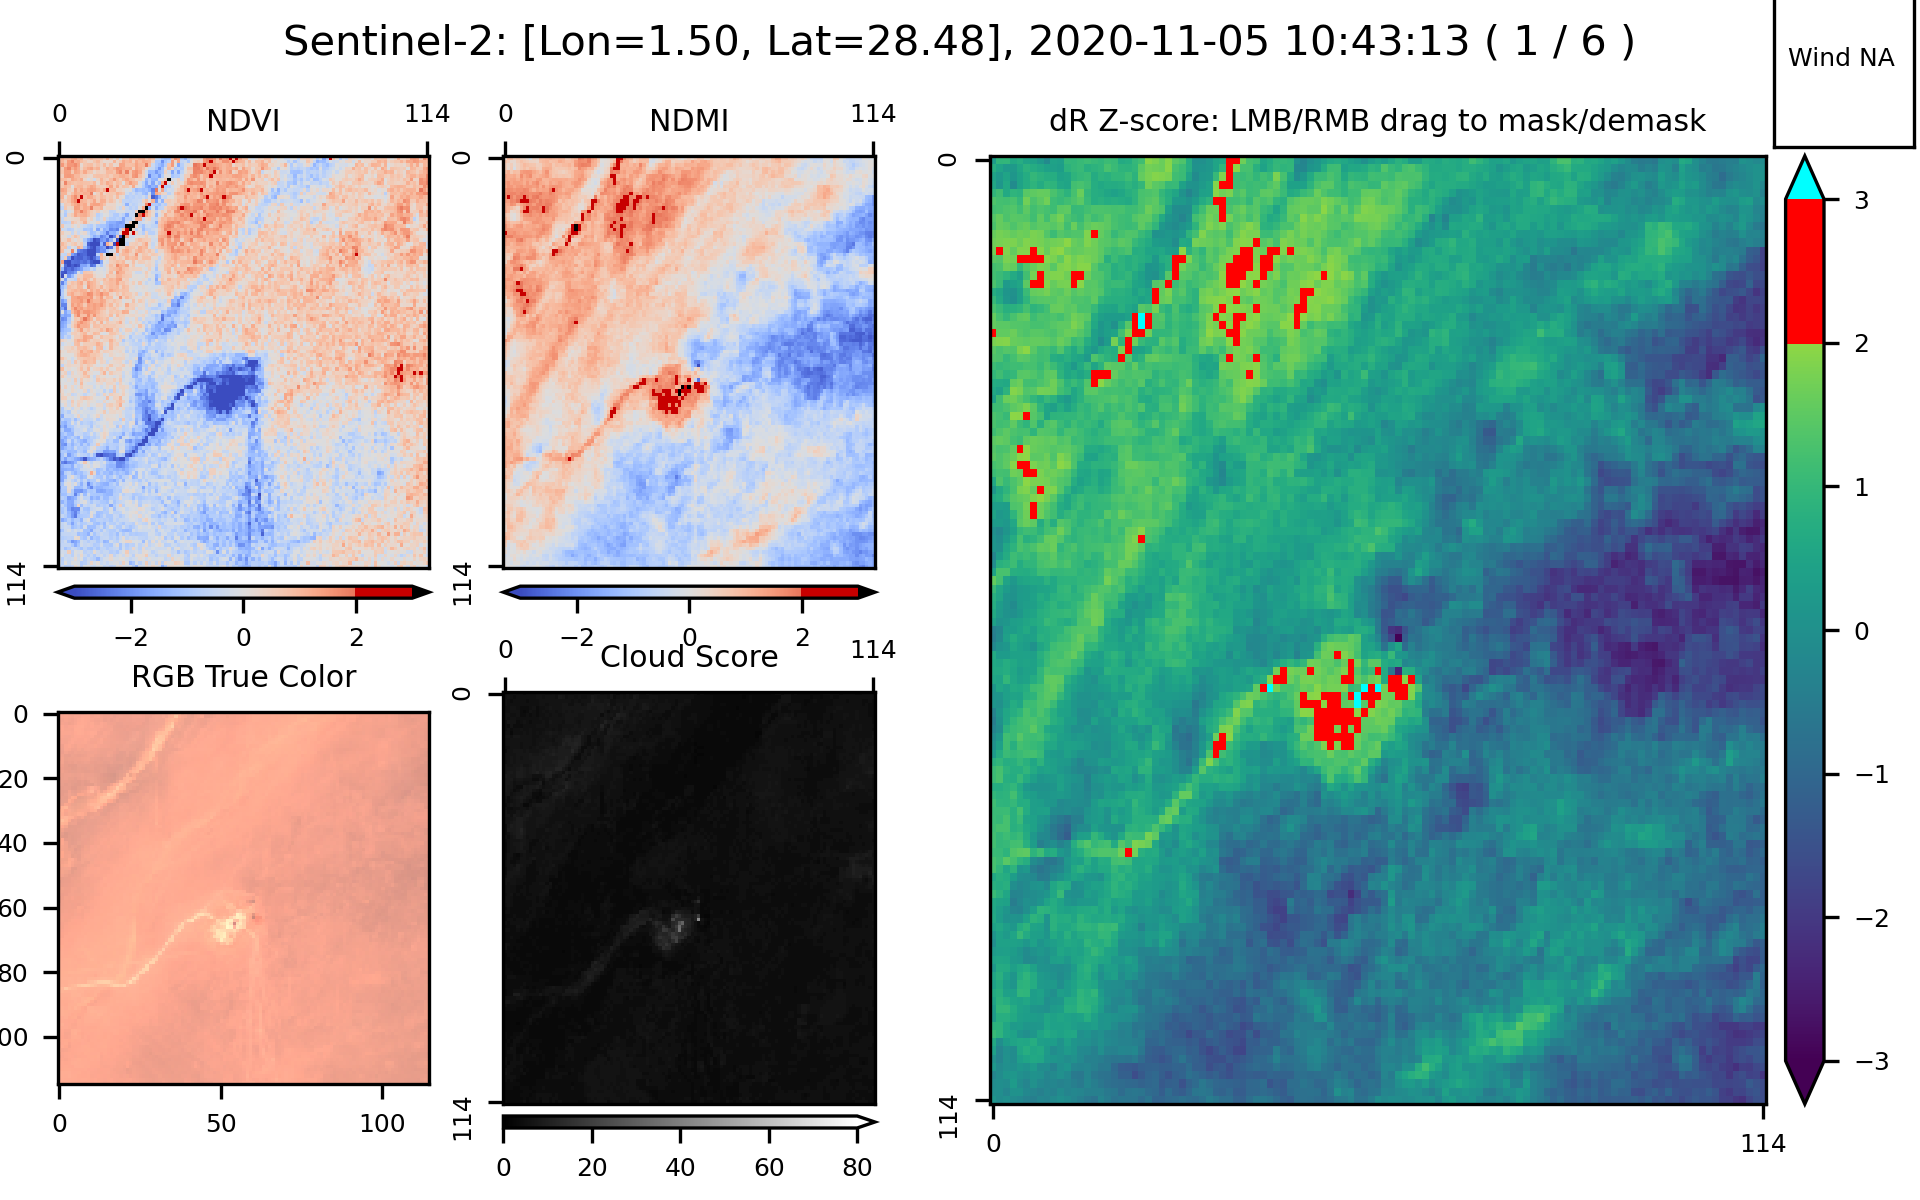 Sentinel-2: [Lon=1.50, Lat=28.48], 2020-11-05 10:43:13 ( 1 / 6 )
Wind NA
NDVI
0 114
0
114
−2 0 2
NDMI
0 114
0
114
−2 0 2
dR Z-score: LMB/RMB drag to mask/demask
0
114
0 114
3
2
1
0
−1
−2
−3
RGB True Color
0
20
40
60
80
00
0 50 100
Cloud Score
0 114
0
114
0 20 40 60 80